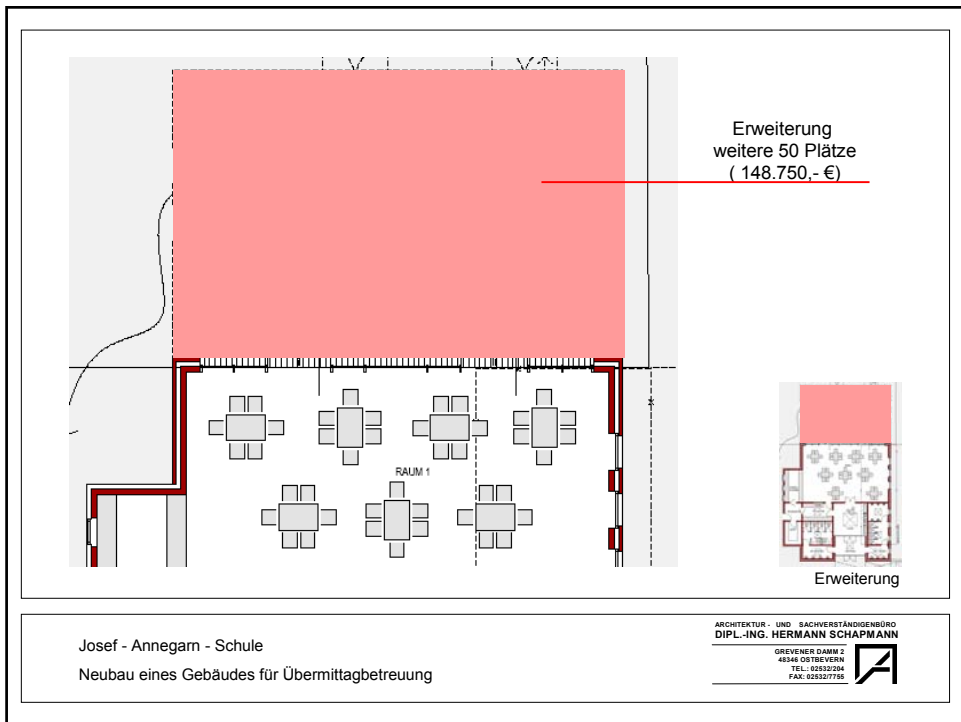 Erweiterung
weitere 50 Plätze
( 148.750,- €)
RAUM 1
Erweiterung
Josef - Annegarn - Schule
Neubau eines Gebäudes für Übermittagbetreuung
ARCHITEKTUR - UND SACHVERSTÄNDIGENBÜRO
DIPL.-ING. HERMANN SCHAPMANN
GREVENER DAMM 2
48346 OSTBEVERN
TEL.: 02532/204
FAX: 02532/7755